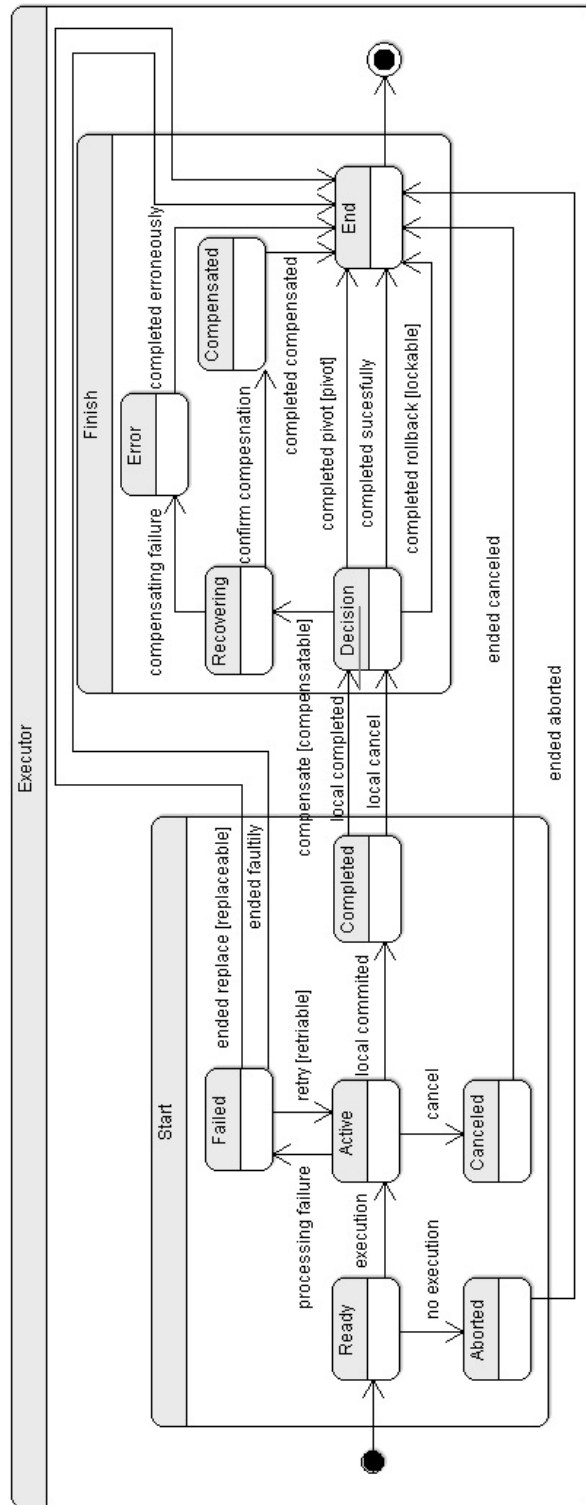 Executor
Start
Finish
Failed
ended replace [replaceable]
ended faultily
processing failure
retry [retriable]
Ready
execution
Active
local commited
Completed
no execution
cancel
Aborted
Canceled
compensate [compensatable]
local completed
local cancel
Recovering
compensating failure
Error
completed erroneously
confirm compesnation
Compensated
completed compensated
Decision
completed pivot [pivot]
completed sucesfully
completed rollback [lockable]
End
ended canceled
ended aborted